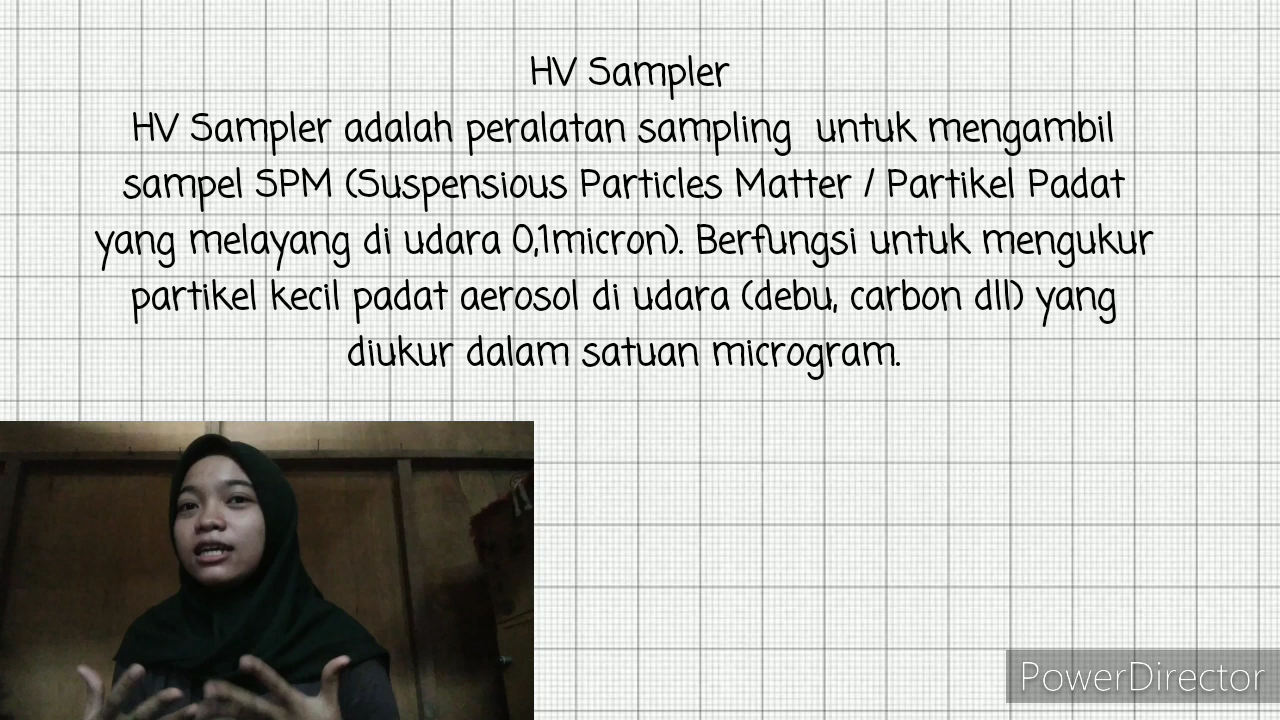 HV Sampler
HV Sampler adalah peralatan sampling untuk mengambil
sampel SPM (Suspensious Particles Matter / Partikel Padat
yang melayang di udara 0,1micron). Berfungsi untuk mengukur
partikel kecil padat aerosol di udara (debu, carbon dll) yang
diukur dalam satuan microgram.
PowerDirector